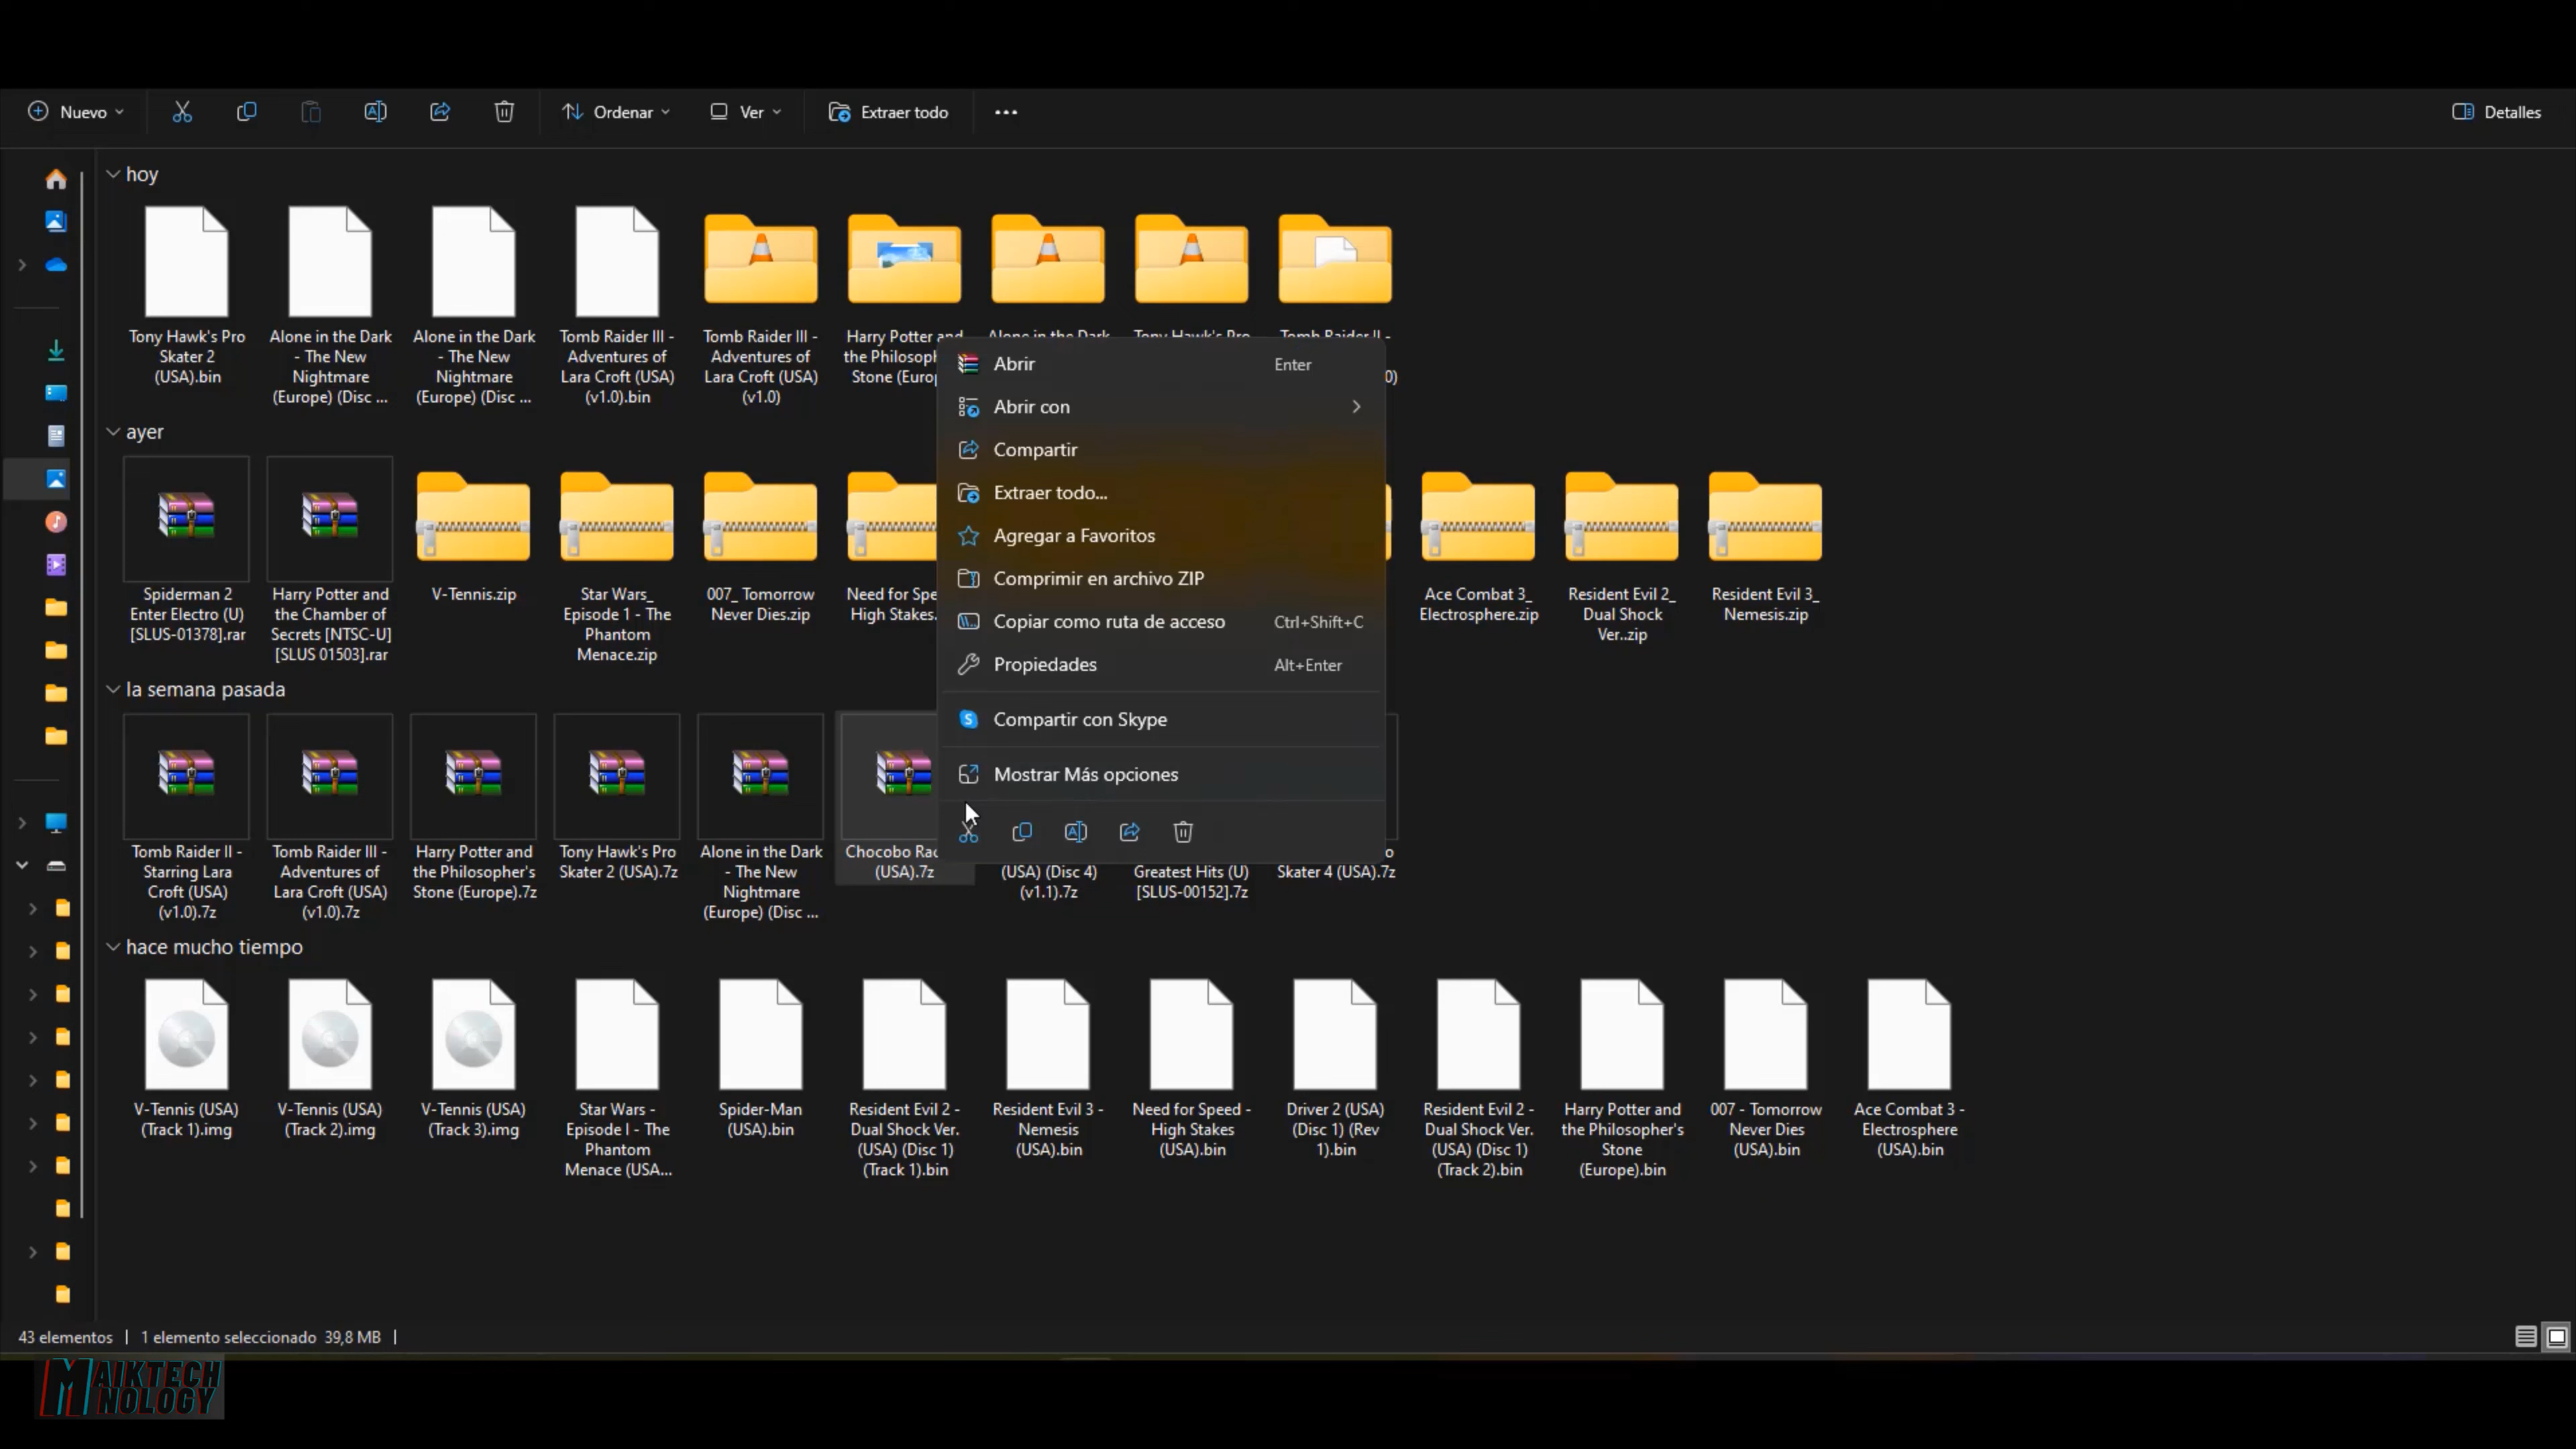 Nuevo
Ordenar
Ver
Extraer todo
Detalles
hoy
Tony Hawk's Pro
Skater 2
(USA).bin
Alone in the Dark
- The New
Nightmare
(Europe) (Disc ...
Alone in the Dark
- The New
Nightmare
(Europe) (Disc ...
Tomb Raider III -
Adventures of
Lara Croft (USA)
(v1.0).bin
Tomb Raider III -
Adventures of
Lara Croft (USA)
(v1.0)
Harry Potter and
the Philosoph
Stone (Euro
Alone in the Dark
Tony Hawk's Pro
Tomb Raider II -
0)
Abrir Enter
Abrir con
Compartir
Extraer todo...
Agregar a Favoritos
Comprimir en archivo ZIP
Copiar como ruta de acceso Ctrl+Shift+C
Propiedades Alt+Enter
Compartir con Skype
Mostrar Más opciones
ayer
Spiderman 2
Enter Electro (U)
[SLUS-01378].rar
Harry Potter and
the Chamber of
Secrets [NTSC-U]
[SLUS 01503].rar
V-Tennis.zip
Star Wars_
Episode 1 - The
Phantom
Menace.zip
007_ Tomorrow
Never Dies.zip
Need for Spe
High Stakes.
Ace Combat 3_
Electrosphere.zip
Resident Evil 2_
Dual Shock
Ver..zip
Resident Evil 3_
Nemesis.zip
la semana pasada
Tomb Raider II -
Starring Lara
Croft (USA)
(v1.0).7z
Tomb Raider III -
Adventures of
Lara Croft (USA)
(v1.0).7z
Harry Potter and
the Philosopher's
Stone (Europe).7z
Tony Hawk's Pro
Skater 2 (USA).7z
Alone in the Dark
- The New
Nightmare
(Europe) (Disc ...
Chocobo Rac
(USA).7z
(USA) (Disc 4)
(v1.1).7z
Greatest Hits (U)
[SLUS-00152].7z
o
Skater 4 (USA).7z
hace mucho tiempo
V-Tennis (USA)
(Track 1).img
V-Tennis (USA)
(Track 2).img
V-Tennis (USA)
(Track 3).img
Star Wars -
Episode I - The
Phantom
Menace (USA...
Spider-Man
(USA).bin
Resident Evil 2 -
Dual Shock Ver.
(USA) (Disc 1)
(Track 1).bin
Resident Evil 3 -
Nemesis
(USA).bin
Need for Speed -
High Stakes
(USA).bin
Driver 2 (USA)
(Disc 1) (Rev
1).bin
Resident Evil 2 -
Dual Shock Ver.
(USA) (Disc 1)
(Track 2).bin
Harry Potter and
the Philosopher's
Stone
(Europe).bin
007 - Tomorrow
Never Dies
(USA).bin
Ace Combat 3 -
Electrosphere
(USA).bin
43 elementos | 1 elemento seleccionado 39,8 MB |
MAIKTECH
NOLOGY